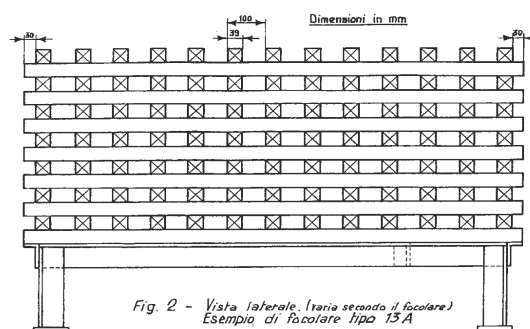 Dimensioni in mm
30
39
100
30
Fig. 2 - Vista laterale. (varia secondo il focolare)
Esempio di focolare tipo 13 A